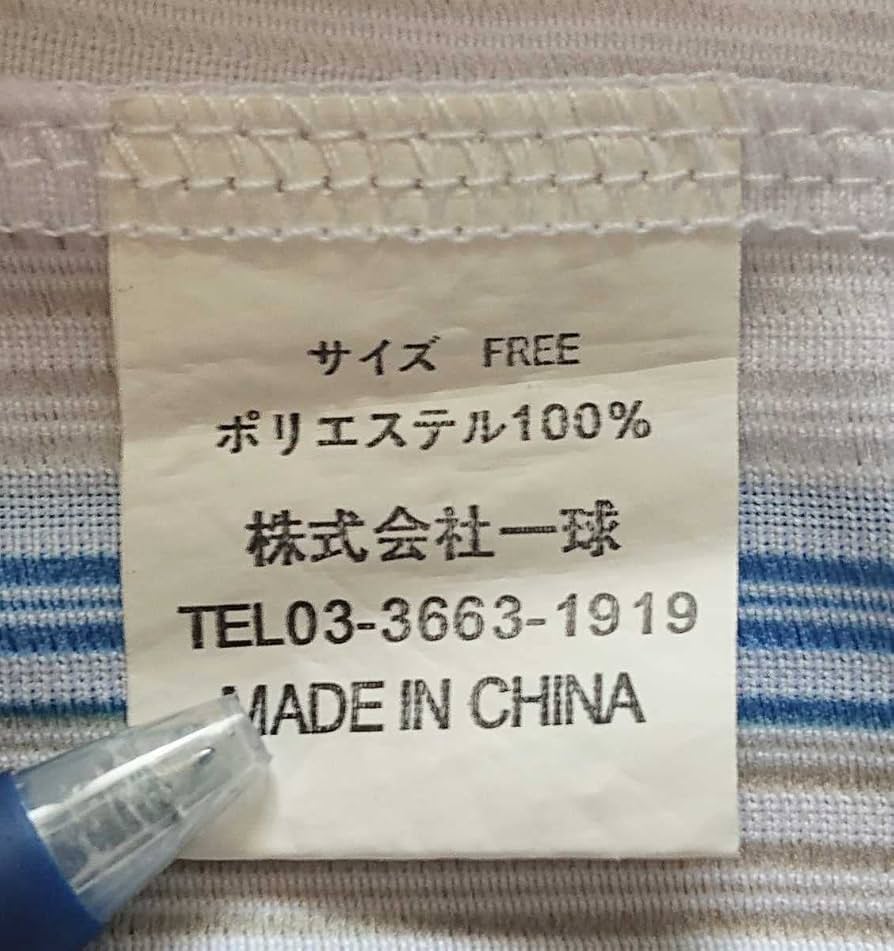 サイズ FREE
ポリエステル100%
株式会社一球
TEL03-3663-1919
MADE IN CHINA